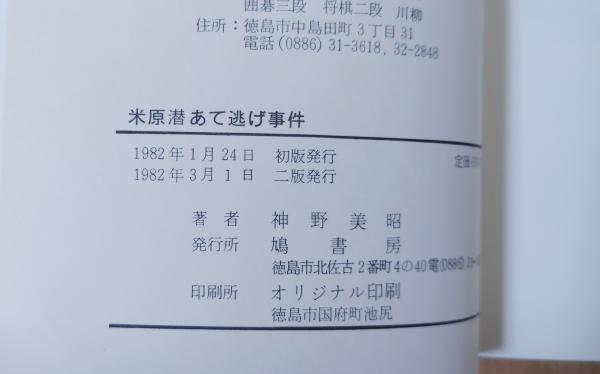 囲碁三段 将棋二段 川柳
住所：徳島市中島田町3丁目31
電話(0886)31-3618, 32-2848
米原潜あて逃げ事件
1982年1月24日 初版発行 定価
1982年3月1日 二版発行
著者 神野美昭
発行所 鳩書房
徳島市北佐古2番町4の40電(0886)
印刷所 オリジナル印刷
徳島市国府町池尻